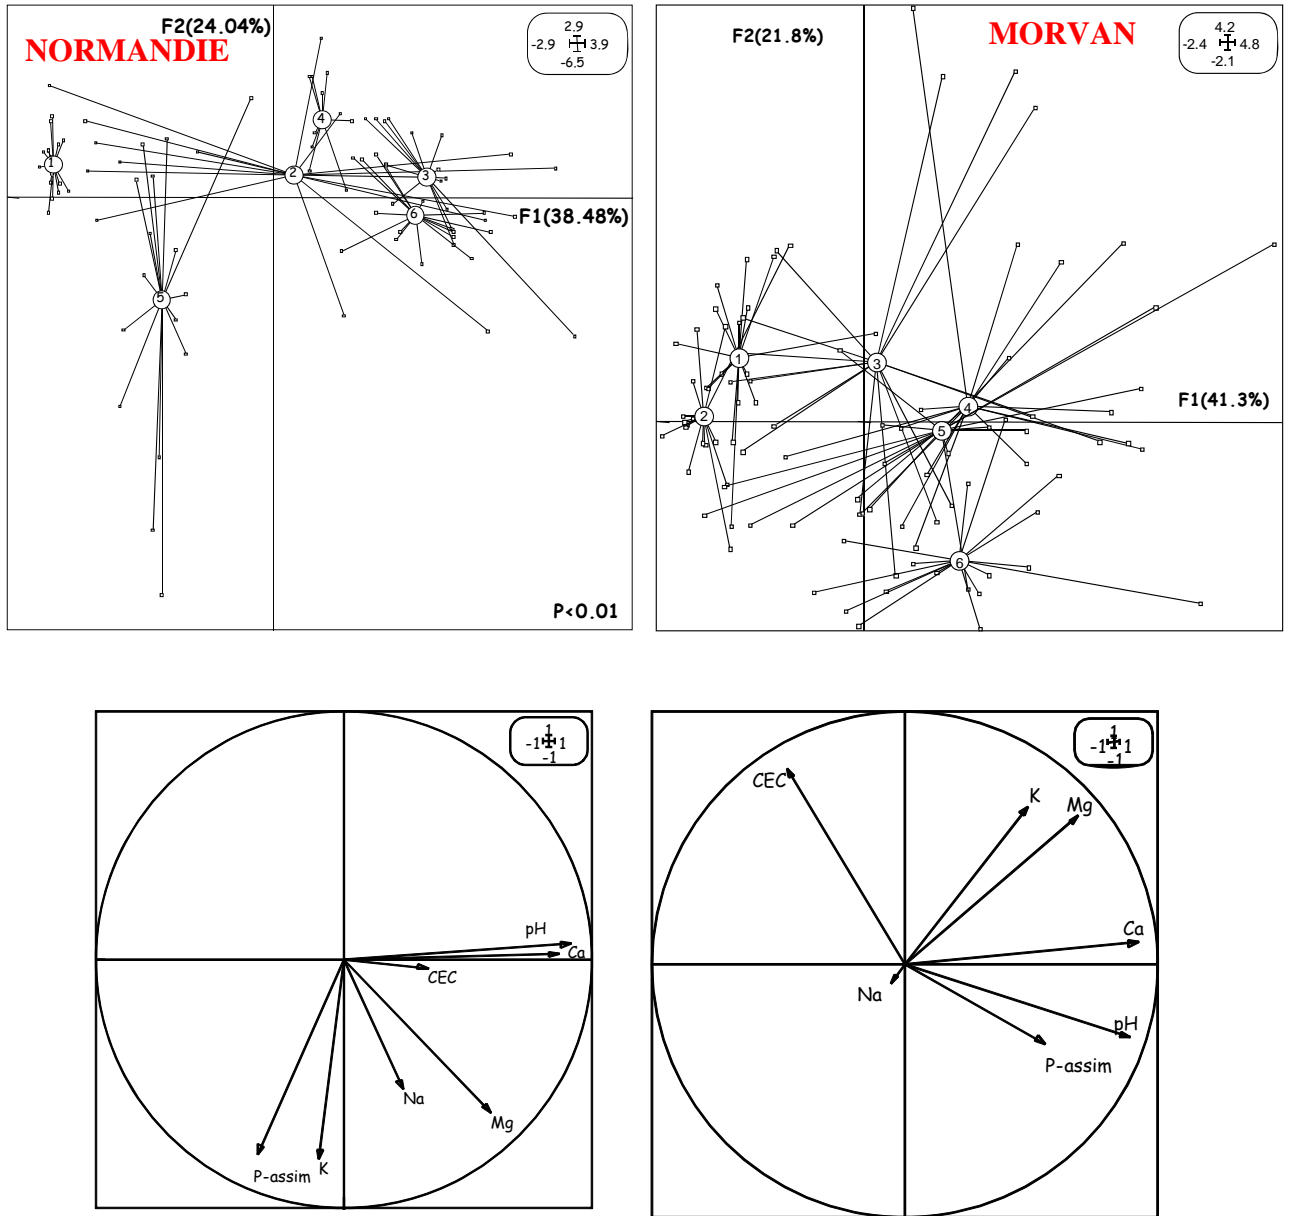 F2(24.04%)
NORMANDIE
2.9
-2.9 3.9
-6.5
4
1
2
3
6
F1(38.48%)
5
P<0.01
F2(21.8%)
MORVAN
4.2
-2.4 4.8
-2.1
1
3
2
4
F1(41.3%)
5
6
1
-1 1
-1
pH
Ca
CEC
Na
Mg
P-assim
K
1
-1 1
-1
CEC
K
Mg
Ca
Na
pH
P-assim